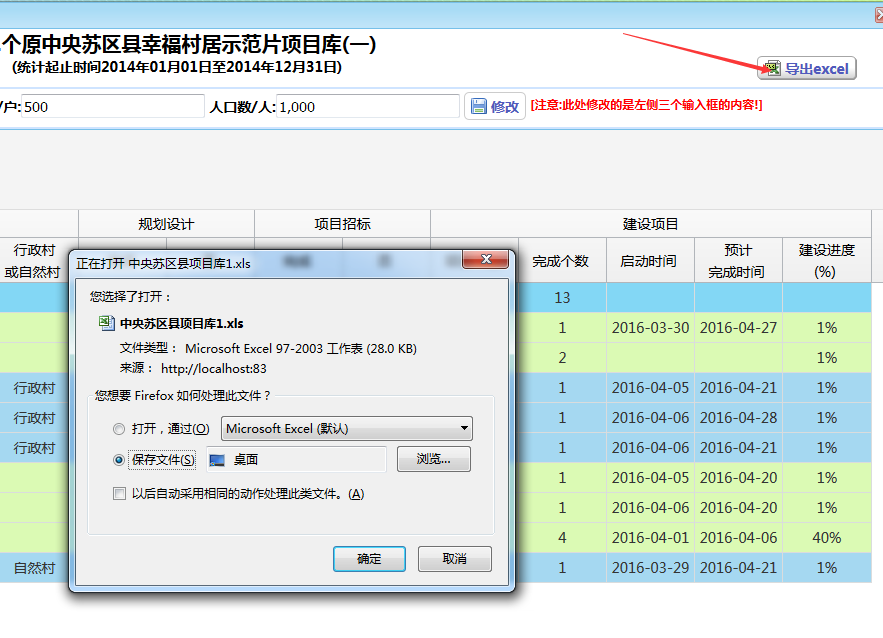 个原中央苏区县幸福村居示范片项目库(一)
(统计起止时间2014年01月01日至2014年12月31日)
导出excel
/户: 500 人口数/人: 1,000 修改 [注意:此处修改的是左侧三个输入框的内容!]
规划设计 项目招标 建设项目
行政村
或自然村
完成个数 启动时间 预计
完成时间 建设进度
(%)
正在打开 中央苏区县项目库1.xls
您选择了打开：
中央苏区县项目库1.xls
文件类型： Microsoft Excel 97-2003 工作表 (28.0 KB)
来源： http://localhost:83
您想要 Firefox 如何处理此文件？
打开，通过(O) Microsoft Excel (默认)
保存文件(S) 桌面 浏览...
以后自动采用相同的动作处理此类文件。(A)
确定 取消
13
1 2016-03-30 2016-04-27 1%
2 1%
行政村 1 2016-04-05 2016-04-21 1%
行政村 1 2016-04-06 2016-04-28 1%
行政村 1 2016-04-06 2016-04-21 1%
1 2016-04-05 2016-04-20 1%
1 2016-04-06 2016-04-20 1%
4 2016-04-01 2016-04-06 40%
自然村 1 2016-03-29 2016-04-21 1%